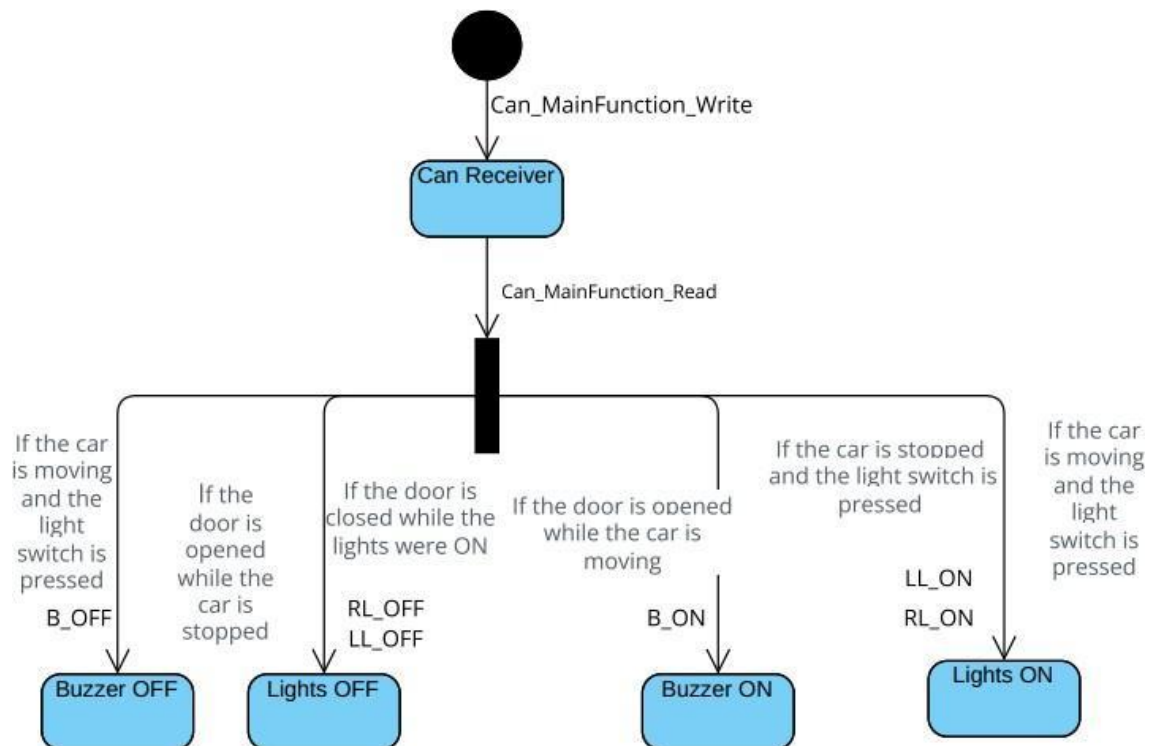 Can_MainFunction_Write
Can Receiver
Can_MainFunction_Read
If the car
is moving
and the
light
switch is
pressed
B_OFF
If the
door is
opened
while the
car is
stopped
If the door is
closed while the
lights were ON
RL_OFF
LL_OFF
If the door is opened
while the car is
moving
B_ON
If the car is stopped
and the light switch is
pressed
LL_ON
RL_ON
If the car
is moving
and the
light
switch is
pressed
Buzzer OFF
Lights OFF
Buzzer ON
Lights ON